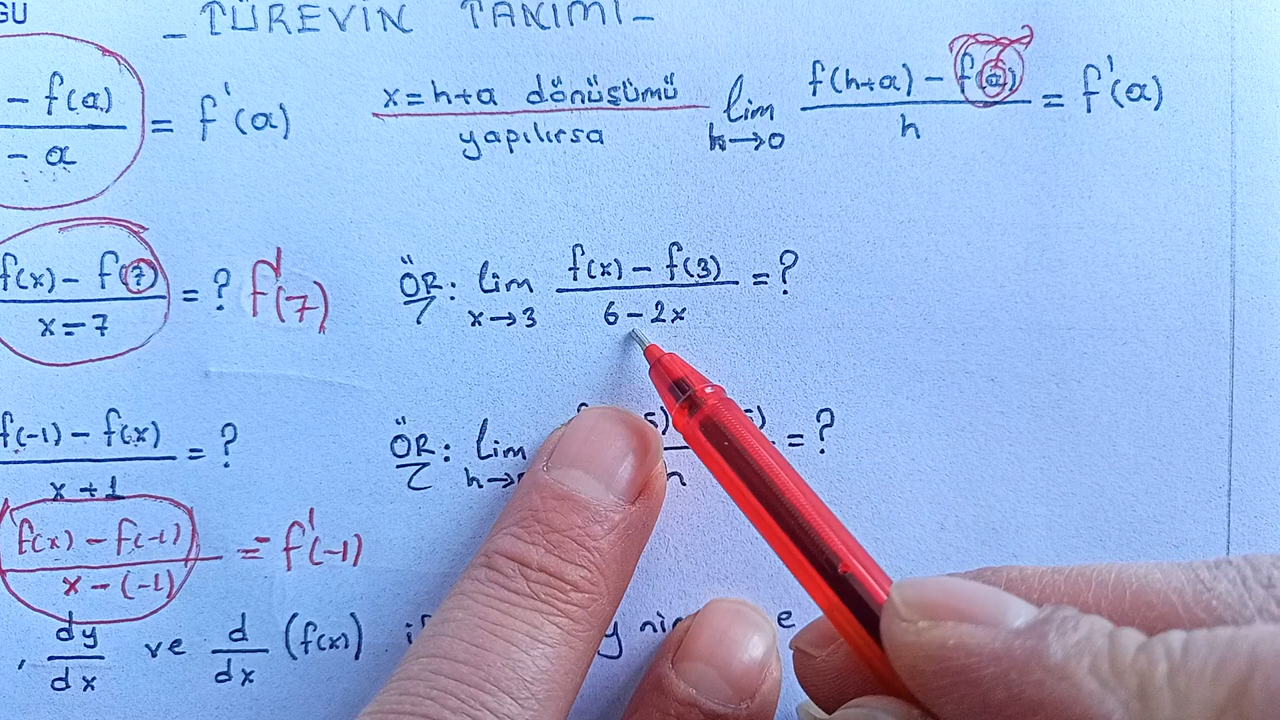 GU
_ TÜREVİN TANIMI _
- f(a) / - a = f'(a) x=h+a dönüşümü yapılırsa lim h→0 f(h+a) - f(a) / h = f'(a)
f(x) - f(7) / x-7 = ? f'(7) ÖR: lim x→3 f(x) - f(3) / 6-2x = ?
f(-1) - f(x) / x+1 = ? ÖR: lim = ?
f(x) - f(-1) / x-(-1) = f'(-1)
, dy/dx ve d/dx (f(x))